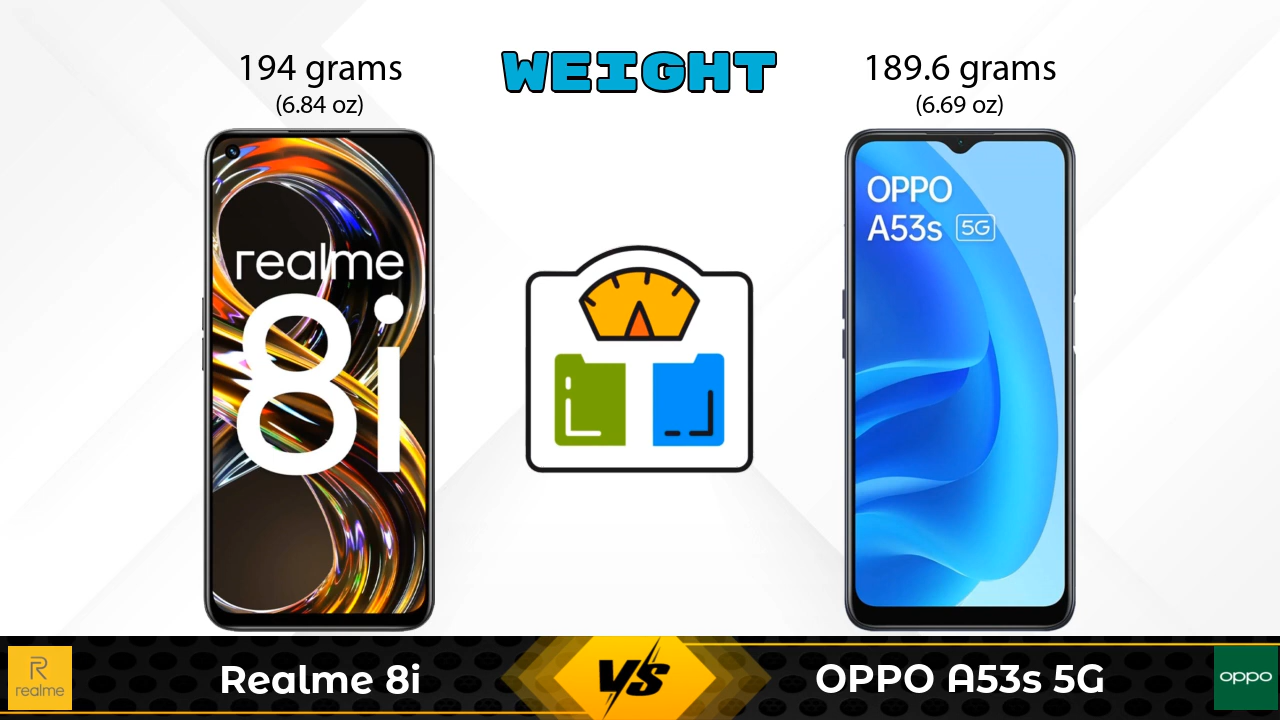 WEIGHT
194 grams
(6.84 oz)
189.6 grams
(6.69 oz)
realme
8i
OPPO
A53s 5G
R
realme
Realme 8i
VS
OPPO A53s 5G
oppo